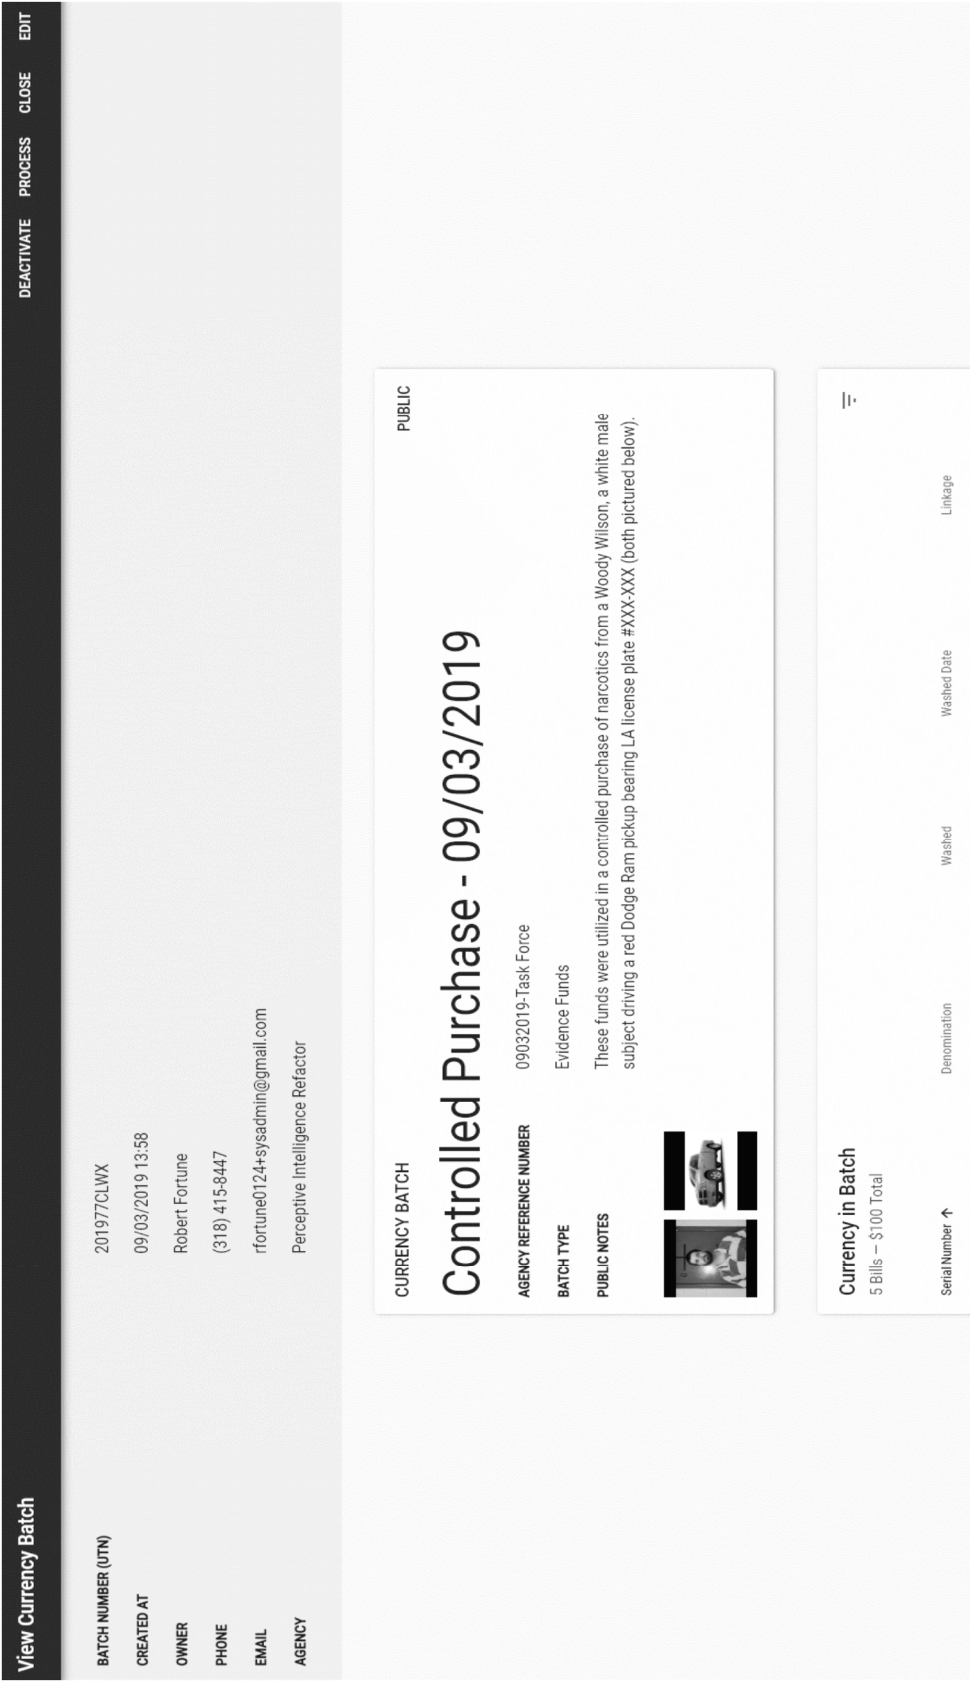 View Currency Batch
DEACTIVATE PROCESS CLOSE EDIT
BATCH NUMBER (UTN) 201977CLWX
CREATED AT 09/03/2019 13:58
OWNER Robert Fortune
PHONE (318) 415-8447
EMAIL rfortune0124+sysadmin@gmail.com
AGENCY Perceptive Intelligence Refactor
CURRENCY BATCH PUBLIC
Controlled Purchase - 09/03/2019
AGENCY REFERENCE NUMBER 09032019-Task Force
BATCH TYPE Evidence Funds
PUBLIC NOTES These funds were utilized in a controlled purchase of narcotics from a Woody Wilson, a white male
subject driving a red Dodge Ram pickup bearing LA license plate #XXX-XXX (both pictured below).
Currency in Batch
5 Bills – $100 Total
Serial Number ↑ Denomination Washed Washed Date Linkage